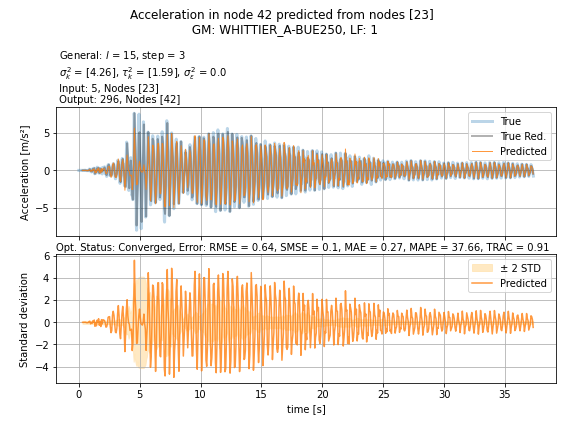 Acceleration in node 42 predicted from nodes [23]
GM: WHITTIER_A-BUE250, LF: 1
General: l = 15, step = 3
σ²ₖ = [4.26], τ²ₖ = [1.59], σ²ε = 0.0
Input: 5, Nodes [23]
Output: 296, Nodes [42]
Acceleration [m/s²]
5
0
−5
True
True Red.
Predicted
Opt. Status: Converged, Error: RMSE = 0.64, SMSE = 0.1, MAE = 0.27, MAPE = 37.66, TRAC = 0.91
Standard deviation
6
4
2
0
−2
−4
± 2 STD
Predicted
0 5 10 15 20 25 30 35
time [s]